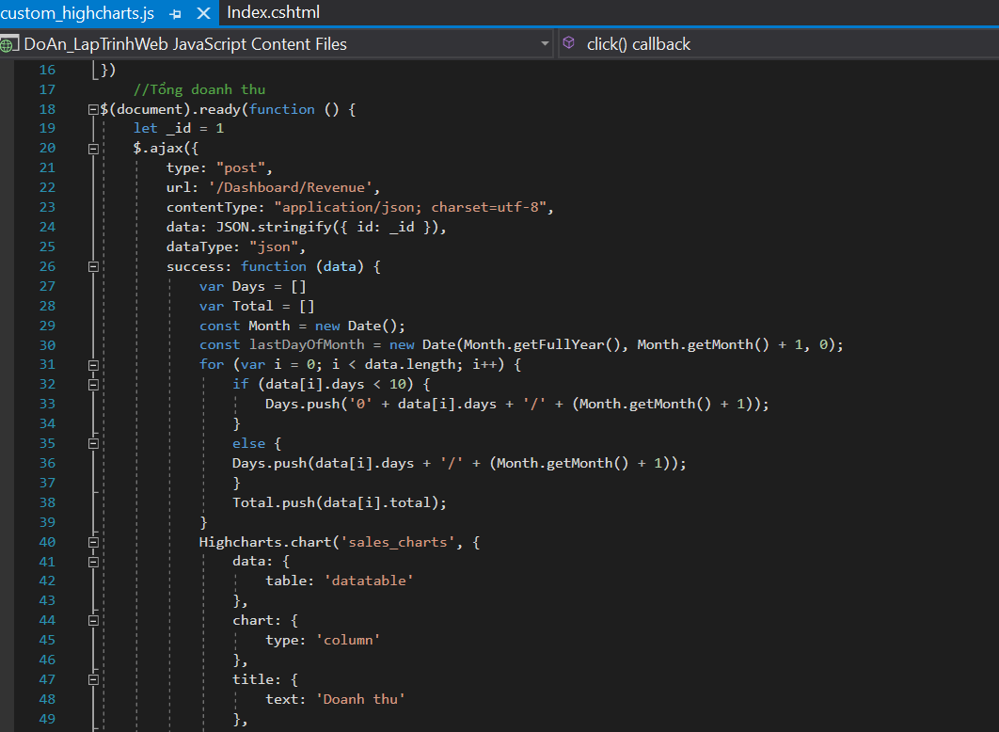 custom_highcharts.js Index.cshtml
DoAn_LapTrinhWeb JavaScript Content Files click() callback
16 })
17 //Tổng doanh thu
18 $(document).ready(function () {
19 let _id = 1
20 $.ajax({
21 type: "post",
22 url: '/Dashboard/Revenue',
23 contentType: "application/json; charset=utf-8",
24 data: JSON.stringify({ id: _id }),
25 dataType: "json",
26 success: function (data) {
27 var Days = []
28 var Total = []
29 const Month = new Date();
30 const lastDayOfMonth = new Date(Month.getFullYear(), Month.getMonth() + 1, 0);
31 for (var i = 0; i < data.length; i++) {
32 if (data[i].days < 10) {
33 Days.push('0' + data[i].days + '/' + (Month.getMonth() + 1));
34 }
35 else {
36 Days.push(data[i].days + '/' + (Month.getMonth() + 1));
37 }
38 Total.push(data[i].total);
39 }
40 Highcharts.chart('sales_charts', {
41 data: {
42 table: 'datatable'
43 },
44 chart: {
45 type: 'column'
46 },
47 title: {
48 text: 'Doanh thu'
49 },